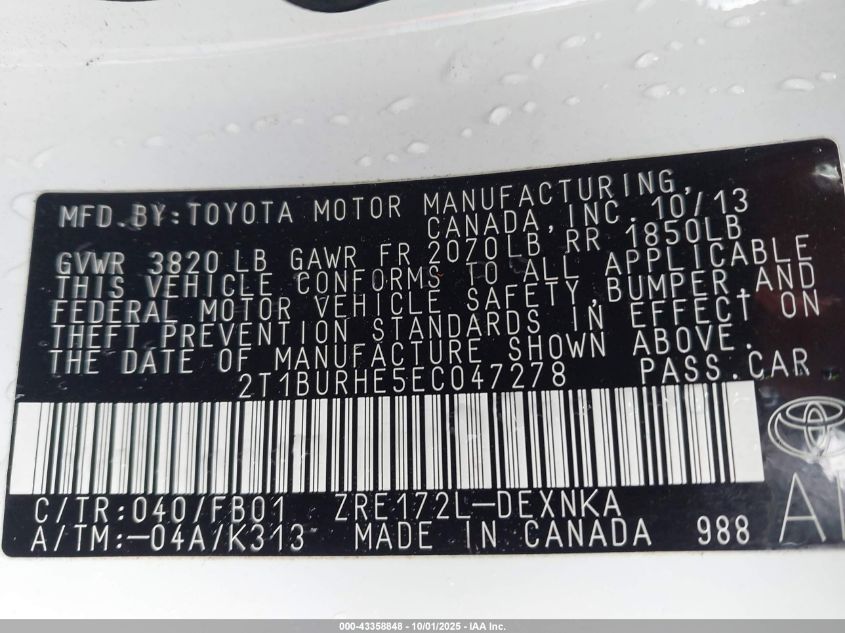 MFD. BY: TOYOTA MOTOR MANUFACTURING,
CANADA, INC. 10/13
GVWR 3820 LB GAWR FR 2070LB RR 1850LB
THIS VEHICLE CONFORMS TO ALL APPLICABLE
FEDERAL MOTOR VEHICLE SAFETY, BUMPER, AND
THEFT PREVENTION STANDARDS IN EFFECT ON
THE DATE OF MANUFACTURE SHOWN ABOVE.
2T1BURHE5EC047278 PASS. CAR
C/TR: 040/FB01 ZRE172L-DEXNKA
A/TM:-04A/K313 MADE IN CANADA 988
000-43358848 - 10/01/2025 - IAA Inc.